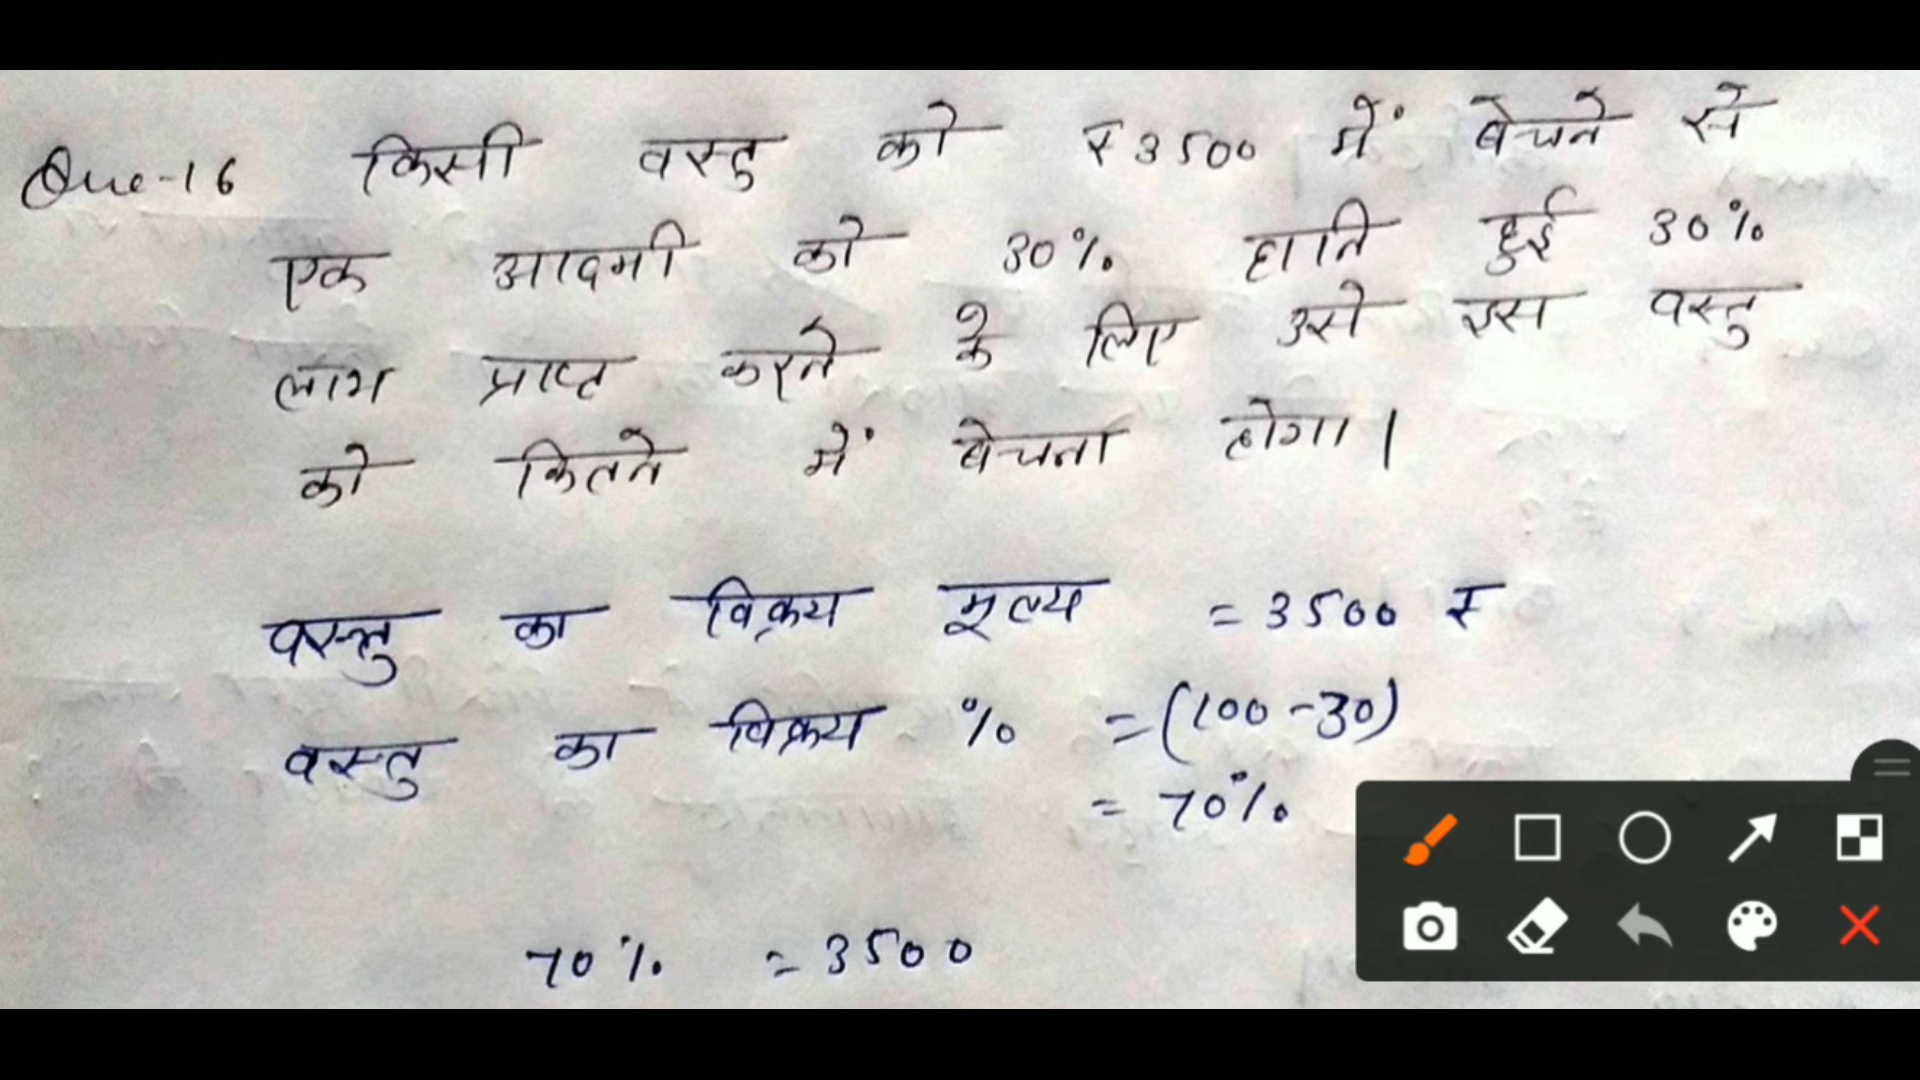 Que-16 किसी वस्तु को ₹3500 में बेचने से
एक आदमी को 30% हानि हुई 30%
लाभ प्राप्त करने के लिए उसे इस वस्तु
को कितने में बेचना होगा।
वस्तु का विक्रय मूल्य = 3500 ₹
वस्तु का विक्रय % = (100-30)
= 70%
70% = 3500